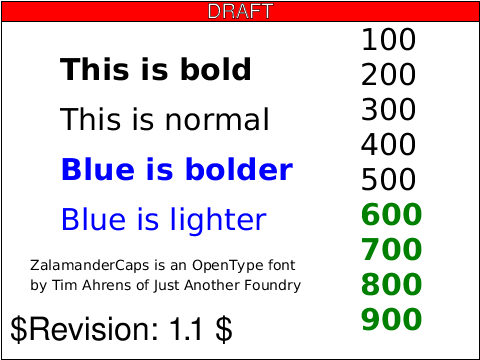 DRAFT
This is bold
This is normal
Blue is bolder
Blue is lighter
100
200
300
400
500
600
700
800
900
ZalamanderCaps is an OpenType font
by Tim Ahrens of Just Another Foundry
$Revision: 1.1 $